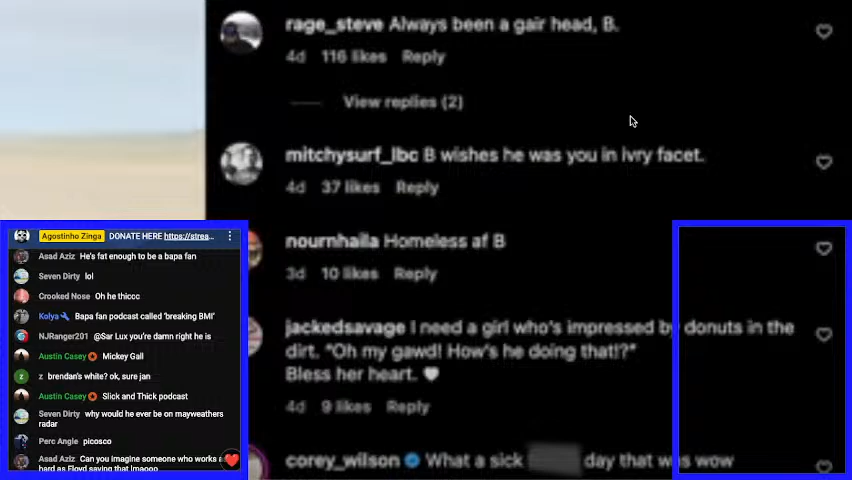 rage_steve Always been a gair head, B.
4d 116 likes Reply
View replies (2)
mitchysurf_lbc B wishes he was you in ivry facet.
4d 37 likes Reply
nournhaila Homeless af B
3d 10 likes Reply
jackedsavage I need a girl who's impressed by donuts in the
dirt. "Oh my gawd! How's he doing that!?"
Bless her heart.
4d 9 likes Reply
corey_wilson What a sick day that was wow
Agostinho Zinga DONATE HERE https://strea...
Asad Aziz He's fat enough to be a bapa fan
Seven Dirty lol
Crooked Nose Oh he thiccc
Kolya Bapa fan podcast called 'breaking BMI'
NJRanger201 @Sar Lux you're damn right he is
Austin Casey Mickey Gall
z brendan's white? ok, sure jan
Austin Casey Slick and Thick podcast
Seven Dirty why would he ever be on mayweathers
radar
Perc Angle picosco
Asad Aziz Can you imagine someone who works a
hard as Floyd saying that lmaooo